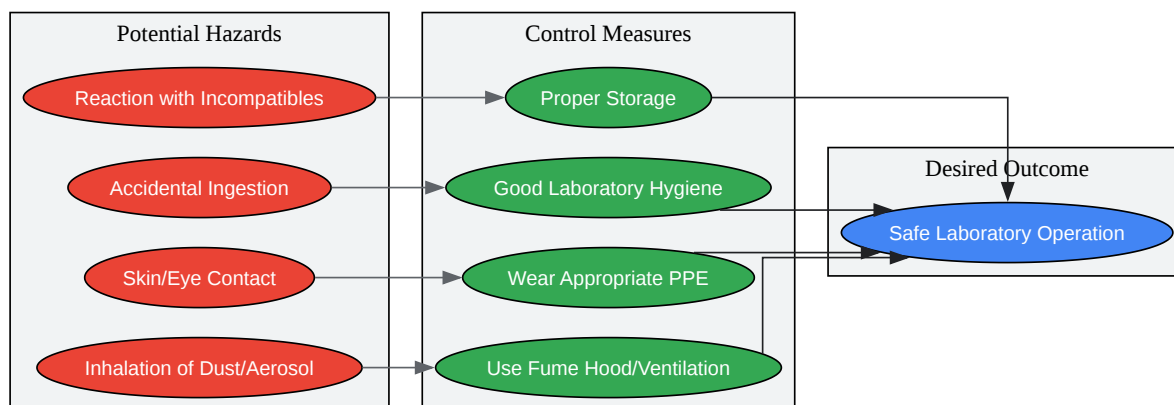 Potential Hazards
Control Measures
Reaction with Incompatibles
Proper Storage
Desired Outcome
Accidental Ingestion
Good Laboratory Hygiene
Safe Laboratory Operation
Skin/Eye Contact
Wear Appropriate PPE
Inhalation of Dust/Aerosol
Use Fume Hood/Ventilation